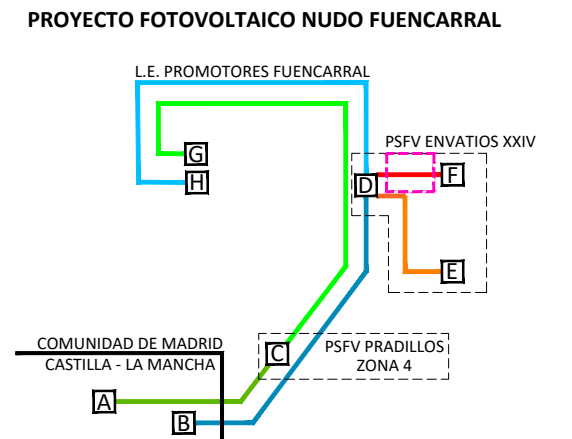 PROYECTO FOTOVOLTAICO NUDO FUENCARRAL
L.E. PROMOTORES FUENCARRAL
PSFV ENVATIOS XXIV
G
H
D
F
E
COMUNIDAD DE MADRID
CASTILLA - LA MANCHA
C
PSFV PRADILLOS
ZONA 4
A
B